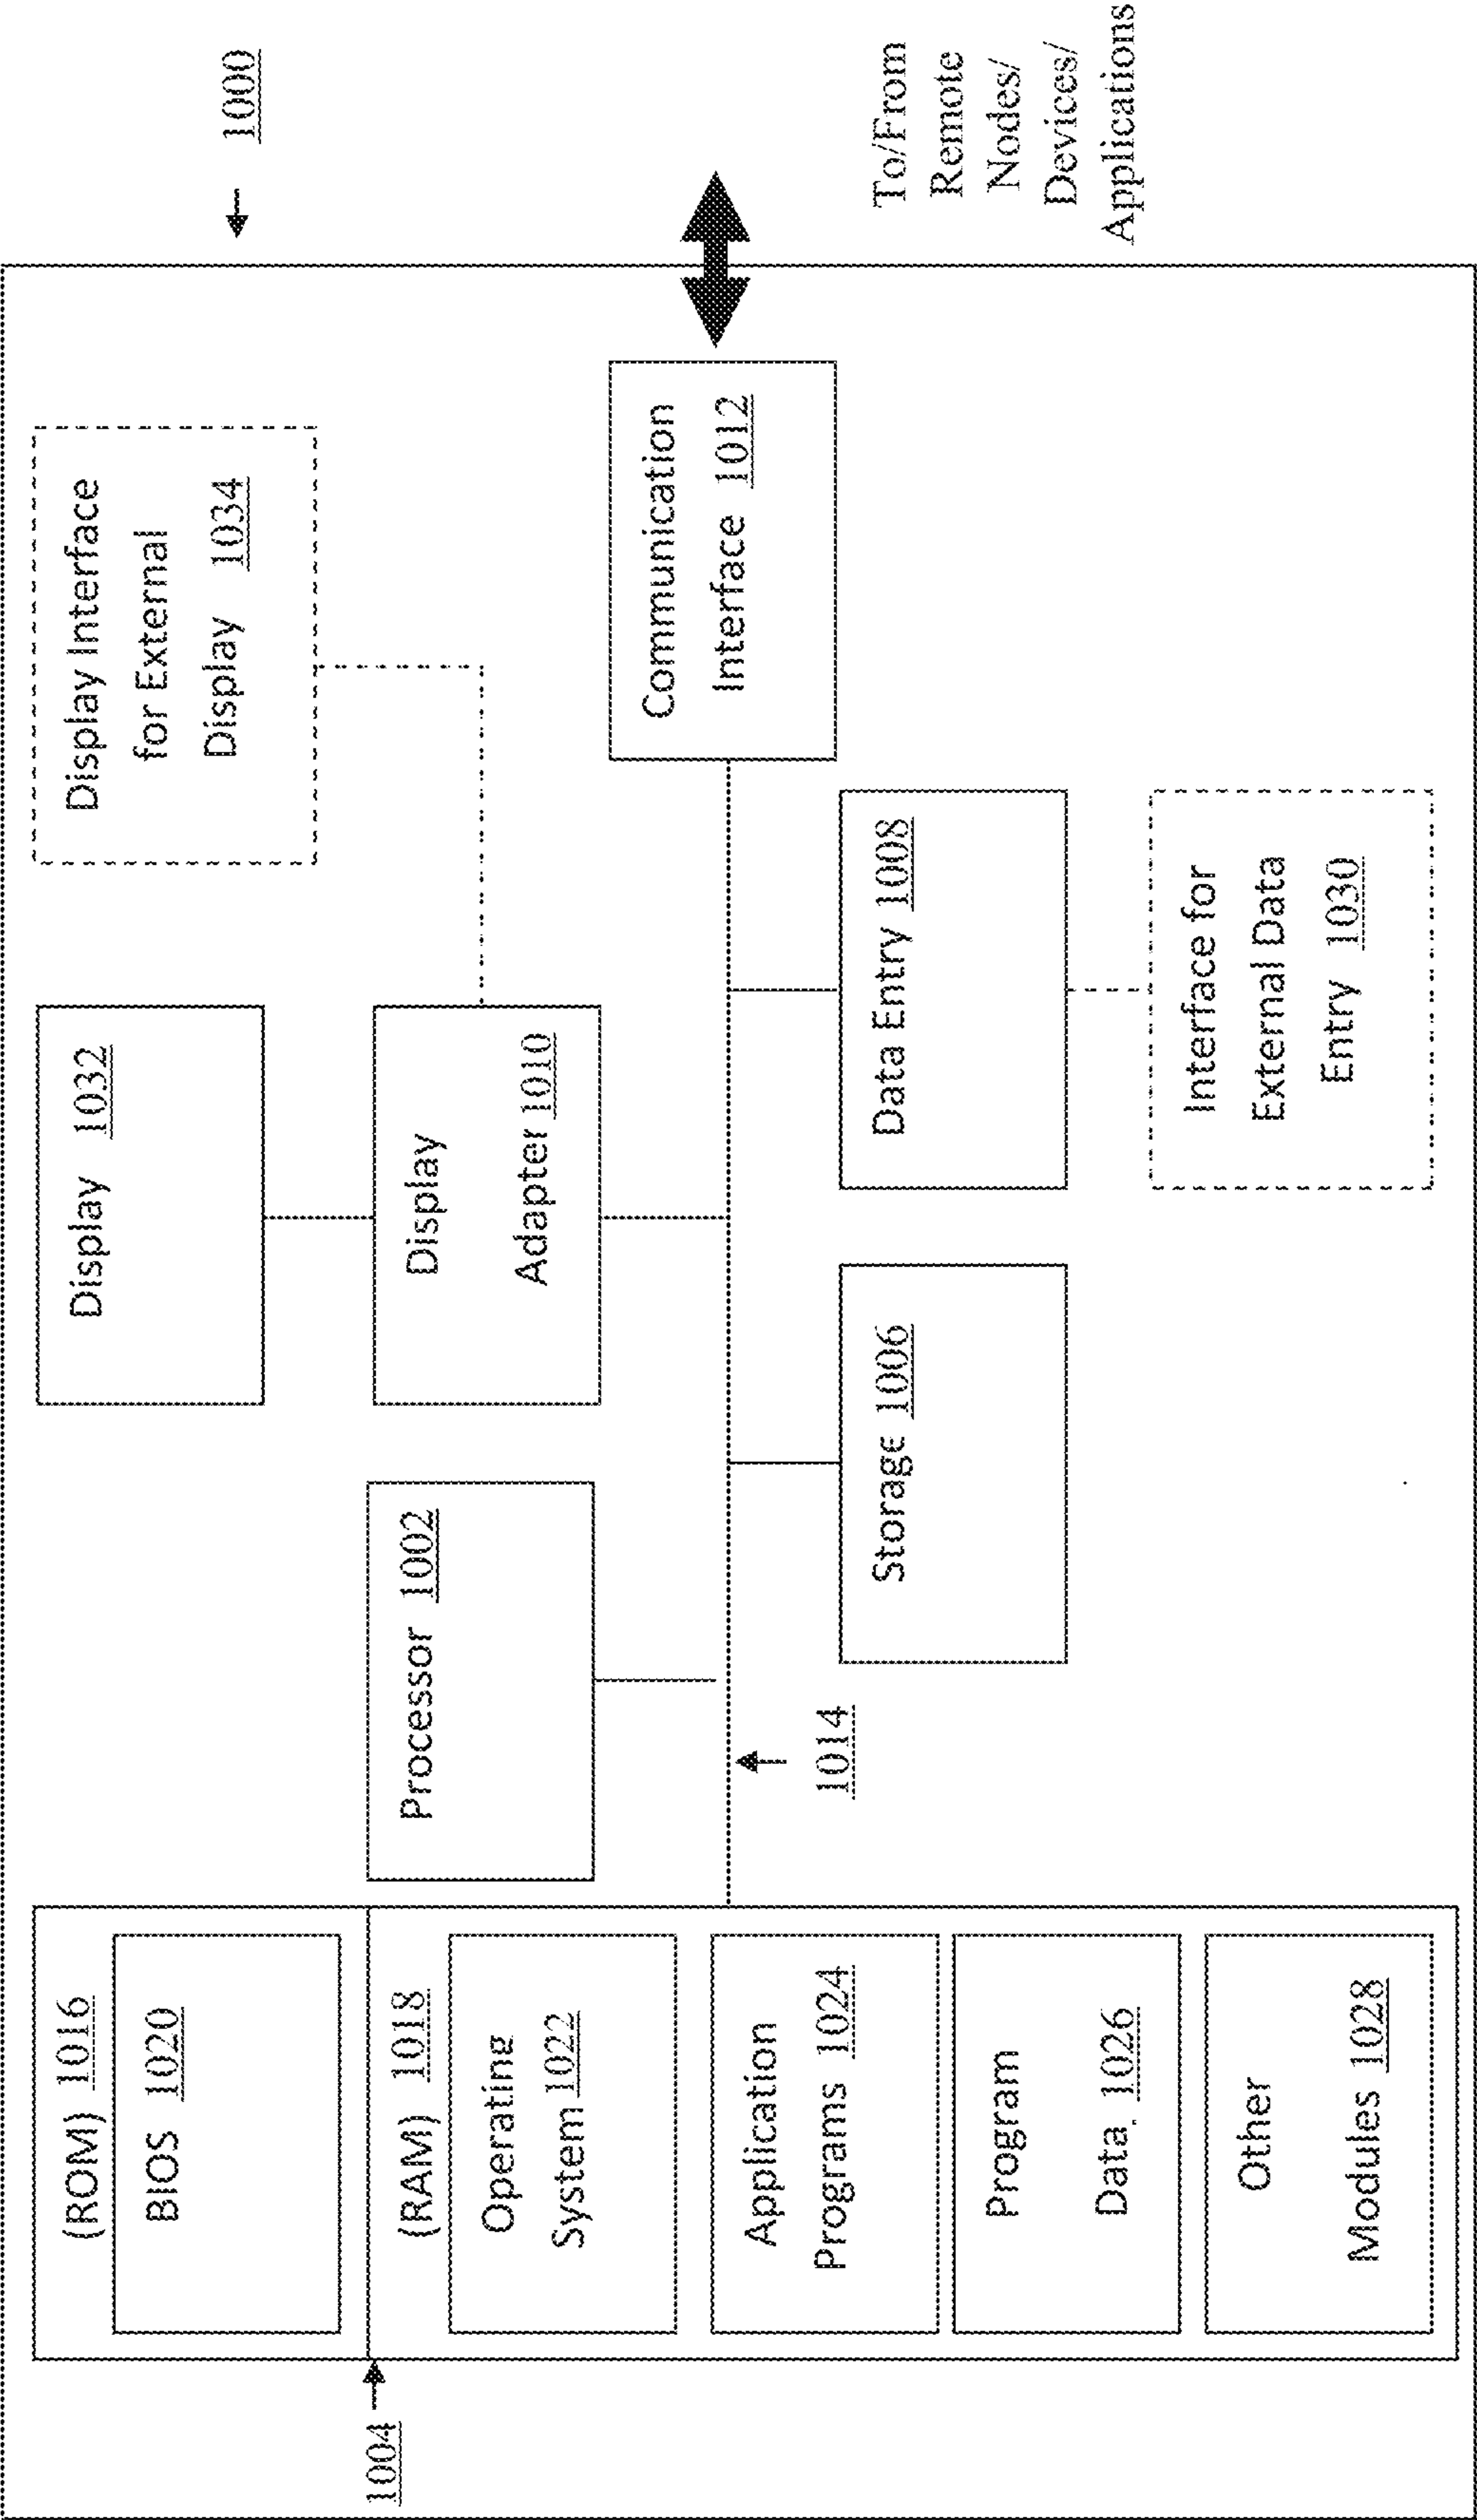 1000
1004
(ROM) 1016
BIOS 1020
(RAM) 1018
Operating
System 1022
Application
Programs 1024
Program
Data 1026
Other
Modules 1028
Processor 1002
1014
Display 1032
Display
Adapter 1010
Storage 1006
Display Interface
for External
Display 1034
Data Entry 1008
Interface for
External Data
Entry 1030
Communication
Interface 1012
To/From
Remote
Nodes/
Devices/
Applications